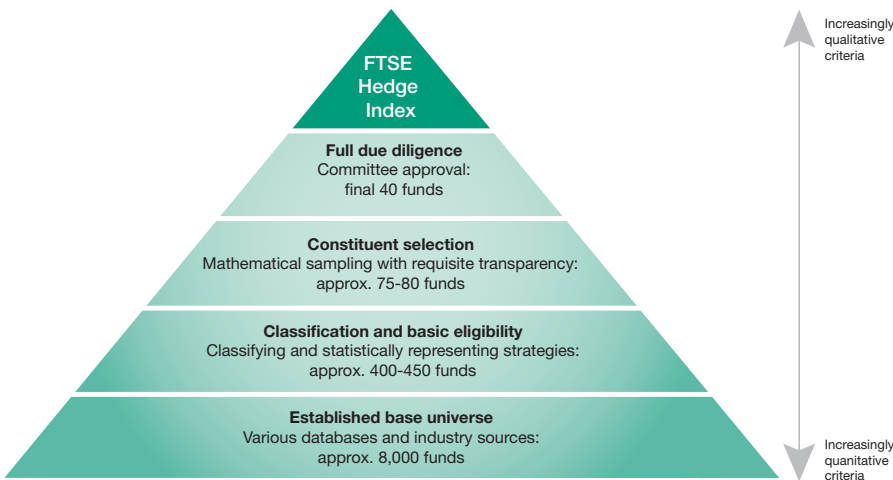 FTSE
Hedge
Index
Increasingly
qualitative
criteria
Full due diligence
Committee approval:
final 40 funds
Constituent selection
Mathematical sampling with requisite transparency:
approx. 75-80 funds
Classification and basic eligibility
Classifying and statistically representing strategies:
approx. 400-450 funds
Established base universe
Various databases and industry sources:
approx. 8,000 funds
Increasingly
quanitative
criteria